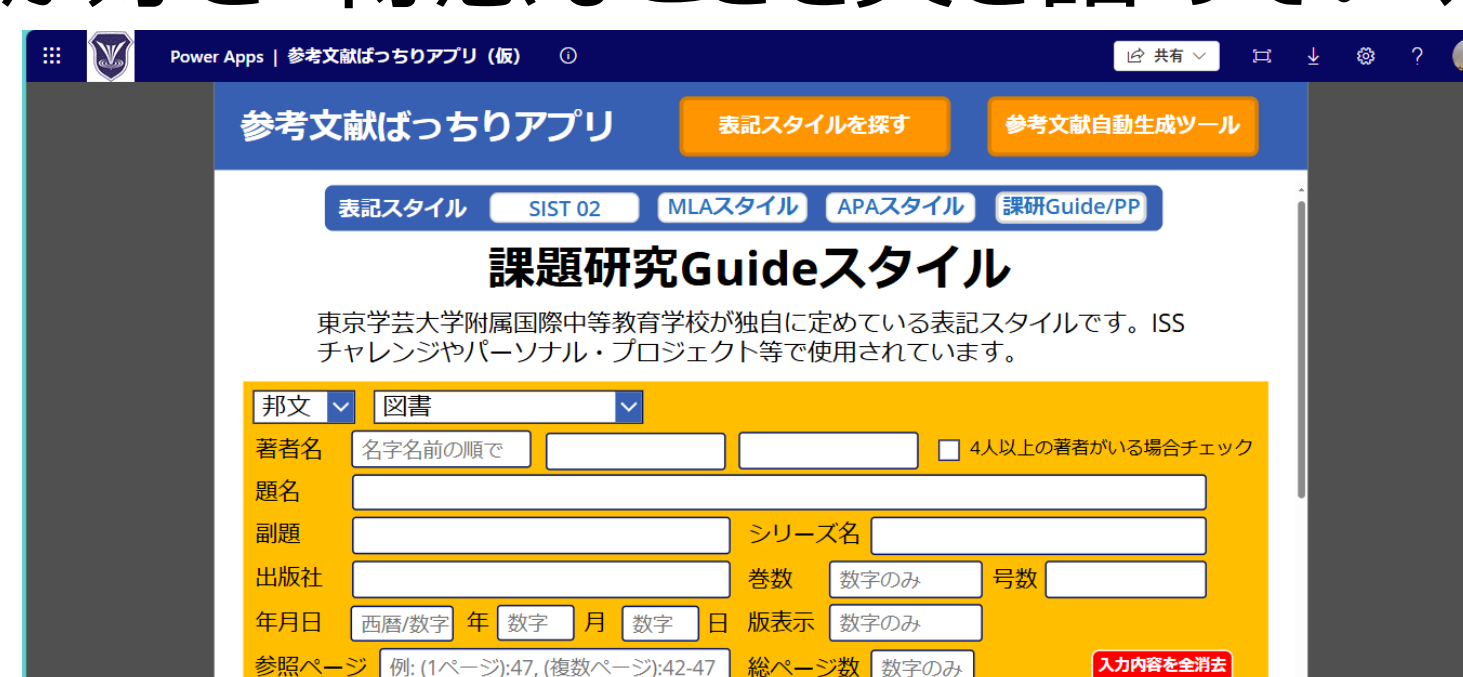 Power Apps | 参考文献ばっちりアプリ（仮）
共有
参考文献ばっちりアプリ
表記スタイルを探す
参考文献自動生成ツール
表記スタイル SIST 02 MLAスタイル APAスタイル 課研Guide/PP
課題研究Guideスタイル
東京学芸大学附属国際中等教育学校が独自に定めている表記スタイルです。ISS
チャレンジやパーソナル・プロジェクト等で使用されています。
邦文 図書
著者名 名字名前の順で 4人以上の著者がいる場合チェック
題名
副題 シリーズ名
出版社 巻数 数字のみ 号数
年月日 西暦/数字 年 数字 月 数字 日 版表示 数字のみ
参照ページ 例: (1ページ):47, (複数ページ):42-47 総ページ数 数字のみ 入力内容を全消去